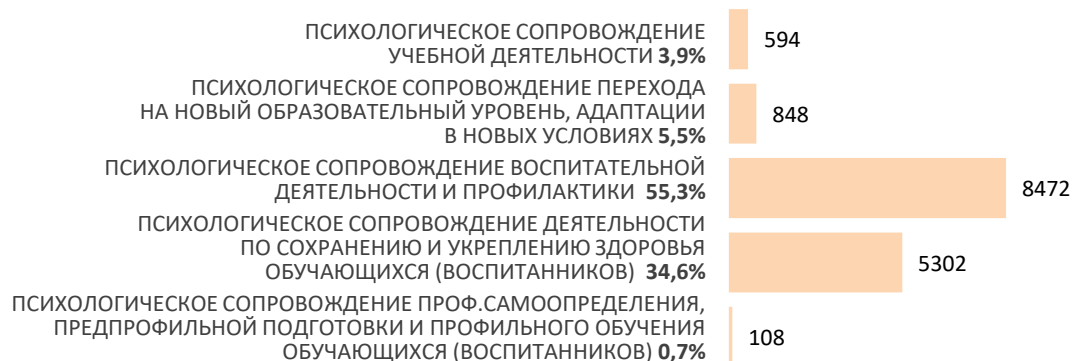 ПСИХОЛОГИЧЕСКОЕ СОПРОВОЖДЕНИЕ
УЧЕБНОЙ ДЕЯТЕЛЬНОСТИ 3,9%
594
ПСИХОЛОГИЧЕСКОЕ СОПРОВОЖДЕНИЕ ПЕРЕХОДА
НА НОВЫЙ ОБРАЗОВАТЕЛЬНЫЙ УРОВЕНЬ, АДАПТАЦИИ
В НОВЫХ УСЛОВИЯХ 5,5%
848
ПСИХОЛОГИЧЕСКОЕ СОПРОВОЖДЕНИЕ ВОСПИТАТЕЛЬНОЙ
ДЕЯТЕЛЬНОСТИ И ПРОФИЛАКТИКИ 55,3%
8472
ПСИХОЛОГИЧЕСКОЕ СОПРОВОЖДЕНИЕ ДЕЯТЕЛЬНОСТИ
ПО СОХРАНЕНИЮ И УКРЕПЛЕНИЮ ЗДОРОВЬЯ
ОБУЧАЮЩИХСЯ (ВОСПИТАННИКОВ) 34,6%
5302
ПСИХОЛОГИЧЕСКОЕ СОПРОВОЖДЕНИЕ ПРОФ.САМООПРЕДЕЛЕНИЯ,
ПРЕДПРОФИЛЬНОЙ ПОДГОТОВКИ И ПРОФИЛЬНОГО ОБУЧЕНИЯ
ОБУЧАЮЩИХСЯ (ВОСПИТАННИКОВ) 0,7%
108